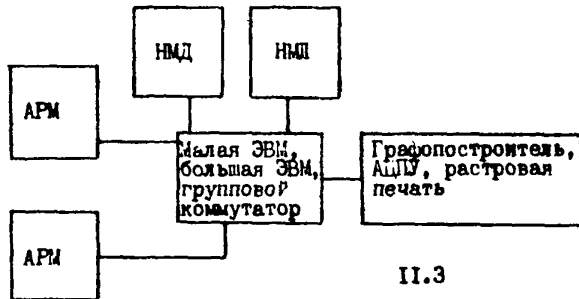 НМД
НМЛ
АРМ
Малая ЭВМ,
большая ЭВМ,
групповой
коммутатор
Графопостроитель,
АЦПУ, растровая
печать
АРМ
II.3